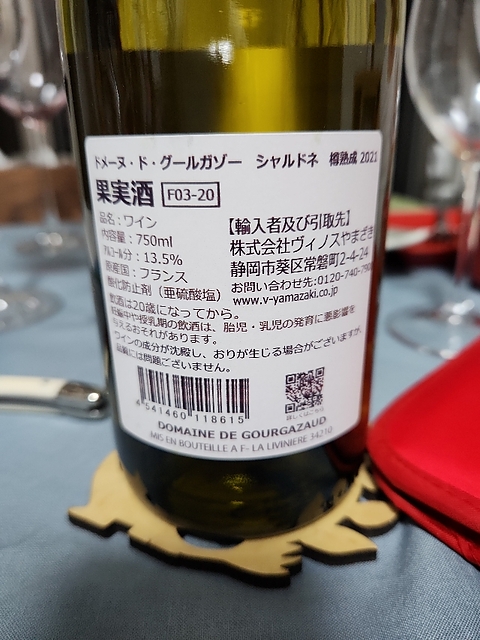 ドメーヌ・ド・グールガゾー シャルドネ 樽熟成 2021
果実酒 F03-20
品名：ワイン
内容量：750ml
アルコール分：13.5%
原産国：フランス
酸化防止剤（亜硫酸塩）
【輸入者及び引取先】
株式会社ヴィノスやまざき
静岡市葵区常磐町2-4-24
お問い合わせ先:0120-740-790
www.v-yamazaki.co.jp
飲酒は20歳になってから。
妊娠中や授乳期の飲酒は、胎児・乳児の発育に悪影響を
与えるおそれがあります。
ワインの成分が沈殿し、おりが生じる場合がございますが、
品質には問題ございません。
4541460118615
詳しくはこちら
DOMAINE DE GOURGAZAUD
MIS EN BOUTEILLE A F- LA LIVINIERE 34210